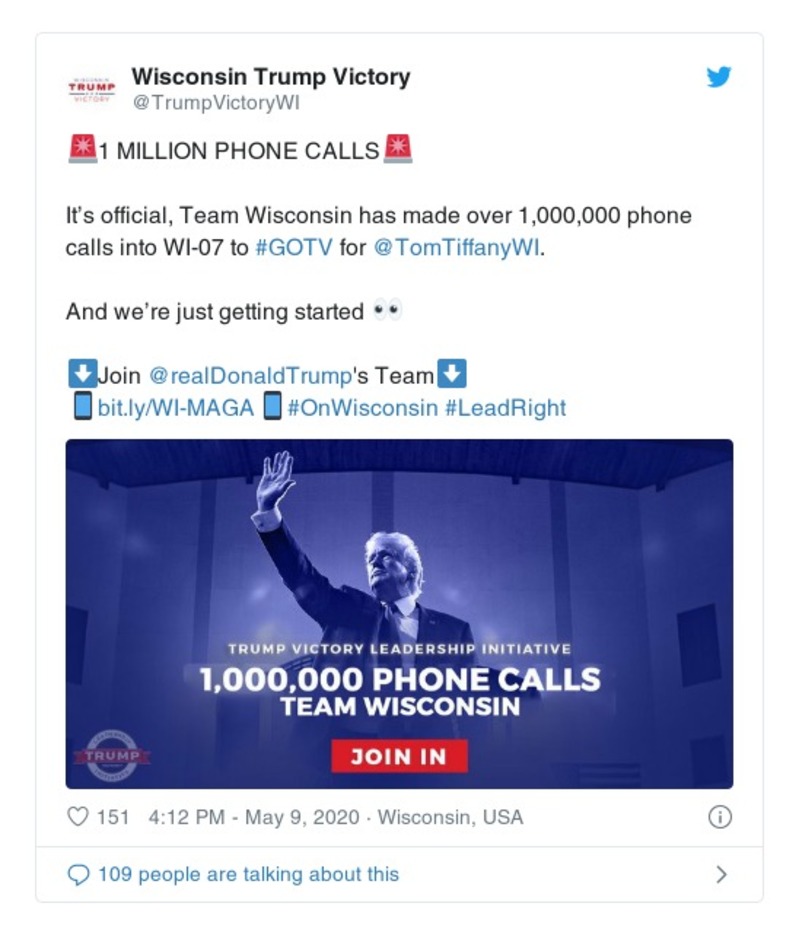 WISCONSIN
TRUMP
VICTORY
Wisconsin Trump Victory
@TrumpVictoryWI
🚨1 MILLION PHONE CALLS🚨
It’s official, Team Wisconsin has made over 1,000,000 phone
calls into WI-07 to #GOTV for @TomTiffanyWI.
And we’re just getting started 👀
⬇️Join @realDonaldTrump's Team⬇️
📱bit.ly/WI-MAGA 📱#OnWisconsin #LeadRight
TRUMP VICTORY LEADERSHIP INITIATIVE
1,000,000 PHONE CALLS
TEAM WISCONSIN
JOIN IN
LEADERSHIP
TRUMP
INITIATIVE
151 4:12 PM - May 9, 2020 · Wisconsin, USA
109 people are talking about this